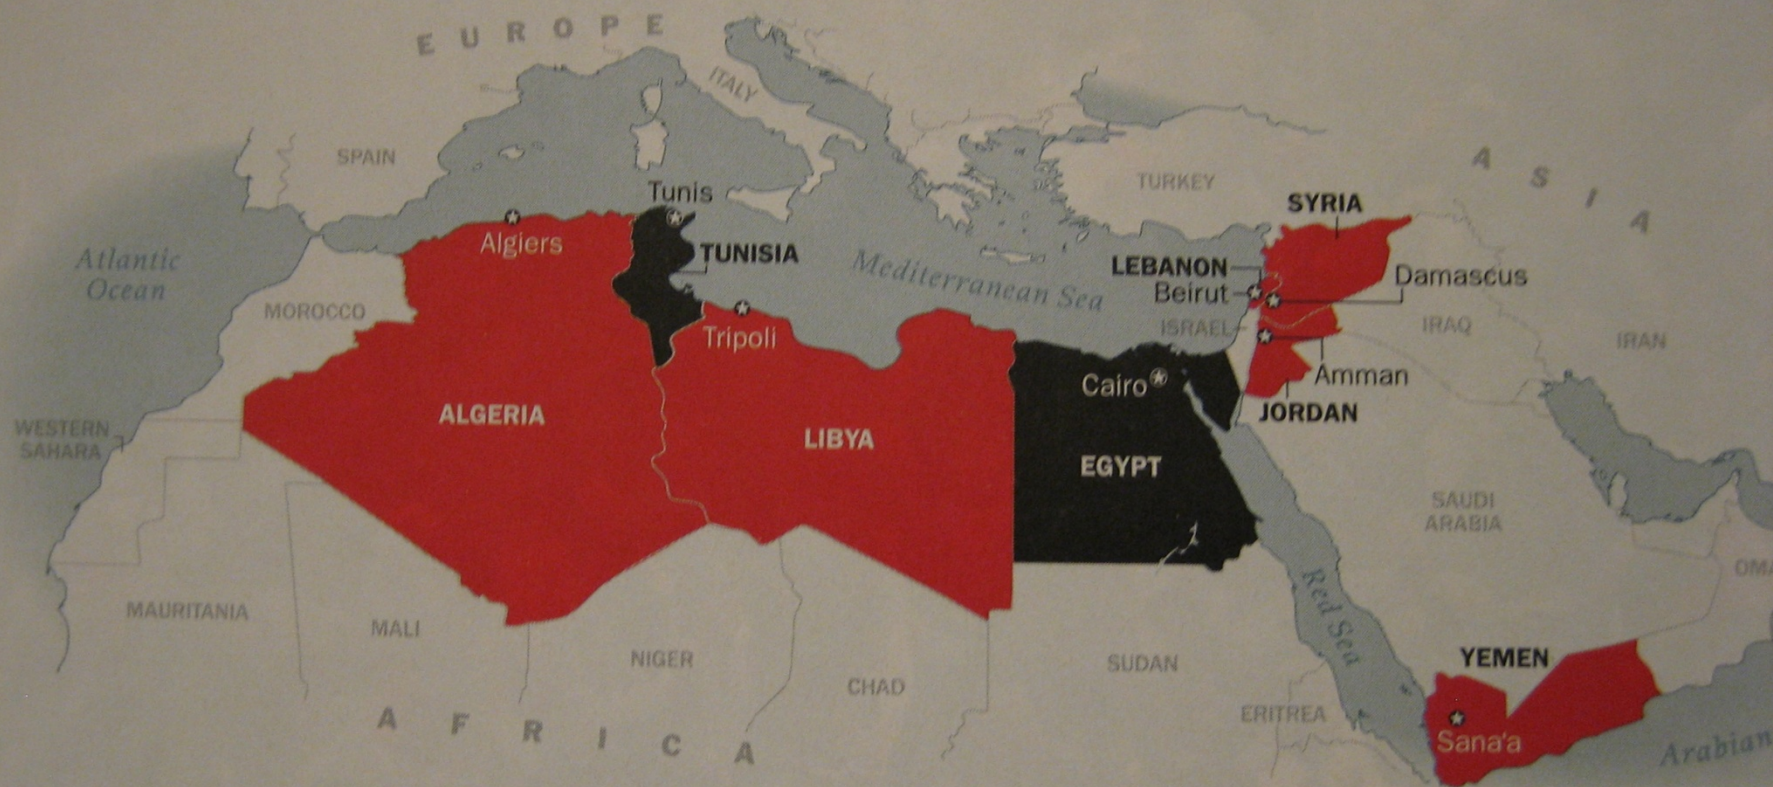 EUROPE
ITALY
SPAIN
ASIA
TURKEY
Tunis
SYRIA
Algiers
TUNISIA
Atlantic
Ocean
Mediterranean Sea
LEBANON
Damascus
Beirut
MOROCCO
ISRAEL
IRAQ
IRAN
Tripoli
Cairo
Amman
ALGERIA
JORDAN
WESTERN
SAHARA
LIBYA
EGYPT
SAUDI
ARABIA
OMA
MAURITANIA
MALI
Red Sea
NIGER
YEMEN
SUDAN
CHAD
ERITREA
AFRICA
Sana'a
Arabian